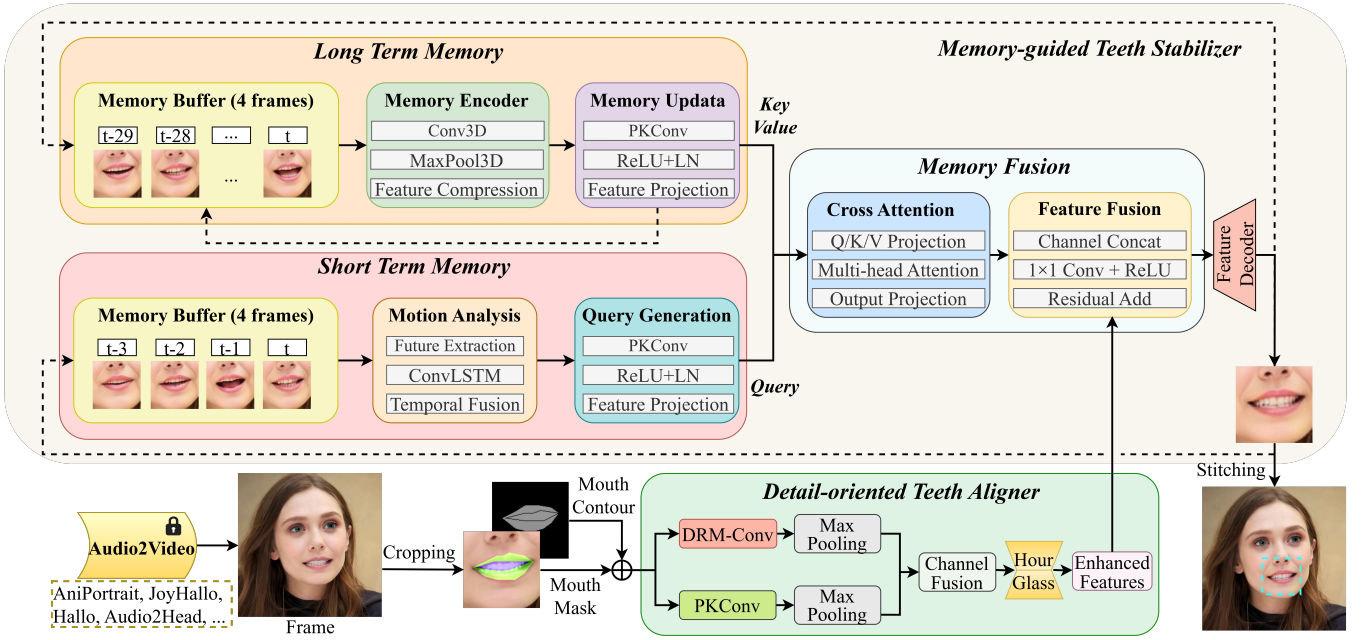 Memory-guided Teeth Stabilizer
Long Term Memory
Memory Buffer (4 frames)
t-29 t-28 ... t
...
Memory Encoder
Conv3D
MaxPool3D
Feature Compression
Memory Updata
PKConv
ReLU+LN
Feature Projection
Key
Value
Short Term Memory
Memory Buffer (4 frames)
t-3 t-2 t-1 t
Motion Analysis
Future Extraction
ConvLSTM
Temporal Fusion
Query Generation
PKConv
ReLU+LN
Feature Projection
Query
Memory Fusion
Cross Attention
Q/K/V Projection
Multi-head Attention
Output Projection
Feature Fusion
Channel Concat
1×1 Conv + ReLU
Residual Add
Feature
Decoder
Stitching
Audio2Video
AniPortrait, JoyHallo,
Hallo, Audio2Head, ...
Frame
Cropping
Mouth
Contour
Mouth
Mask
Detail-oriented Teeth Aligner
DRM-Conv
Max
Pooling
PKConv
Max
Pooling
Channel
Fusion
Hour
Glass
Enhanced
Features